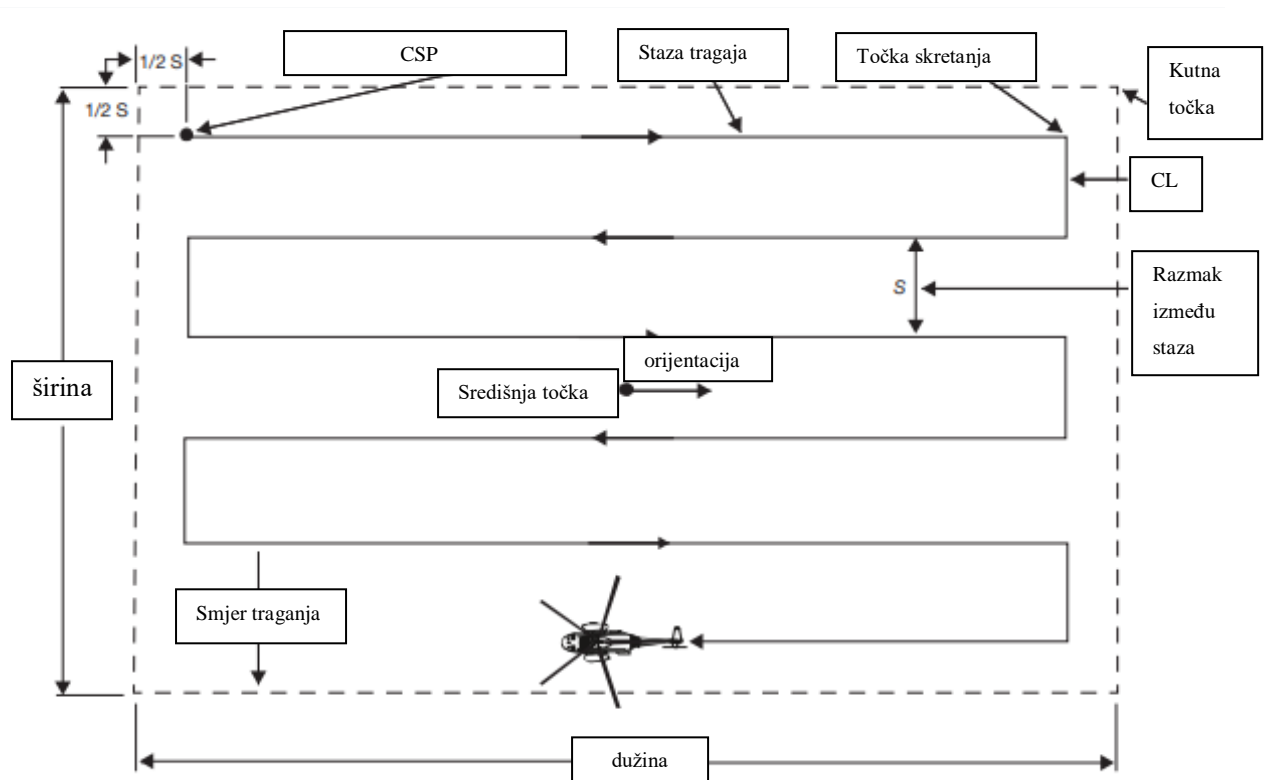 1/2 S
CSP
Staza tragaja
Točka skretanja
Kutna
točka
1/2 S
CL
S
Razmak
između
staza
orijentacija
Središnja točka
širina
Smjer traganja
dužina